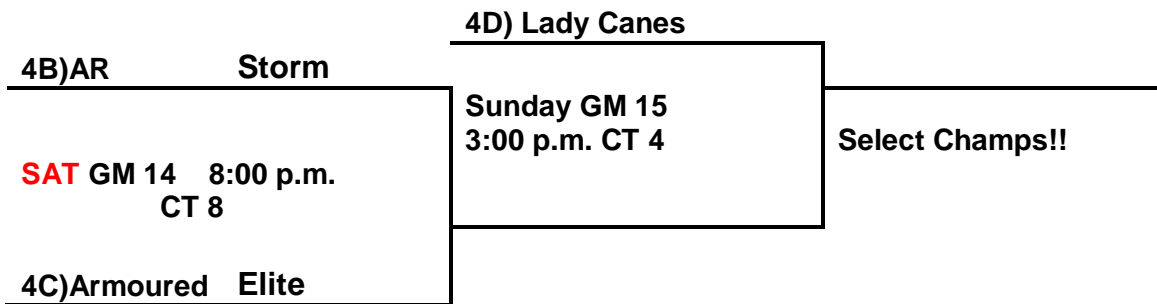 4D) Lady Canes
4B)AR Storm
Sunday GM 15
3:00 p.m. CT 4
Select Champs!!
SAT GM 14 8:00 p.m.
CT 8
4C)Armoured Elite